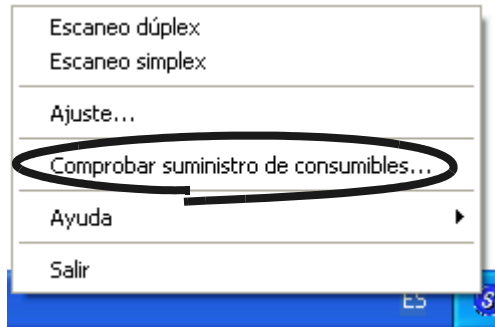 Escaneo dúplex
Escaneo simplex
Ajuste...
Comprobar suministro de consumibles...
Ayuda
Salir
ES
S